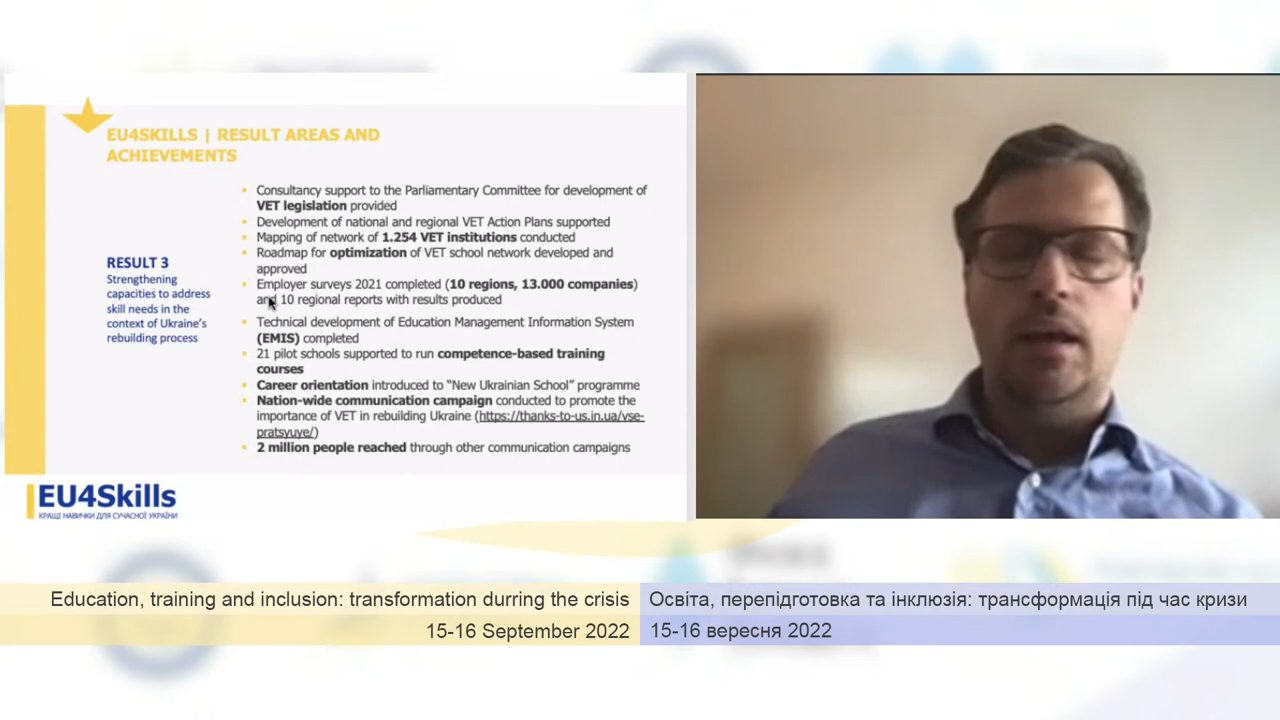 EU4SKILLS | RESULT AREAS AND
ACHIEVEMENTS
RESULT 3
Strengthening
capacities to address
skill needs in the
context of Ukraine's
rebuilding process
Consultancy support to the Parliamentary Committee for development of
VET legislation provided
Development of national and regional VET Action Plans supported
Mapping of network of 1.254 VET institutions conducted
Roadmap for optimization of VET school network developed and
approved
Employer surveys 2021 completed (10 regions, 13.000 companies)
and 10 regional reports with results produced
Technical development of Education Management Information System
(EMIS) completed
21 pilot schools supported to run competence-based training
courses
Career orientation introduced to "New Ukrainian School" programme
Nation-wide communication campaign conducted to promote the
importance of VET in rebuilding Ukraine (https://thanks-to-us.in.ua/vse-
pratsyuye/)
2 million people reached through other communication campaigns
EU4Skills
КРАЩІ НАВИЧКИ ДЛЯ СУЧАСНОЇ УКРАЇНИ
Education, training and inclusion: transformation durring the crisis
15-16 September 2022
Освіта, перепідготовка та інклюзія: трансформація під час кризи
15-16 вересня 2022